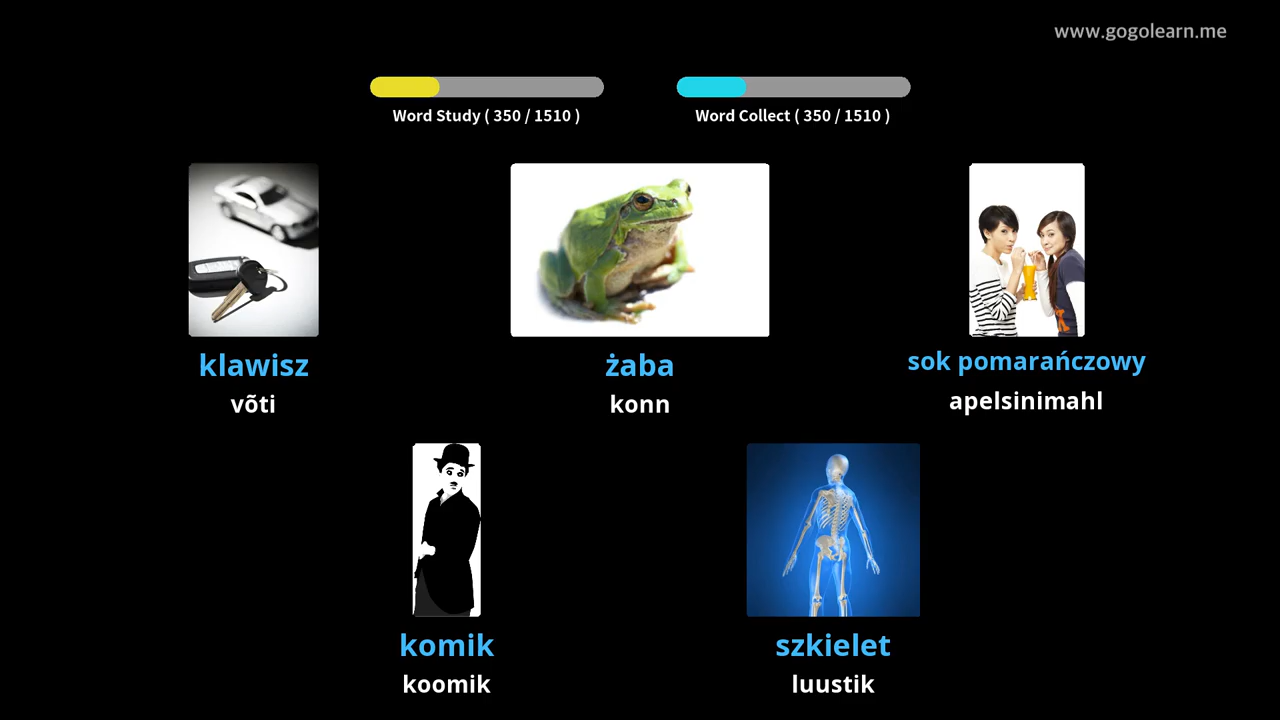 www.gogolearn.me
Word Study ( 350 / 1510 )
Word Collect ( 350 / 1510 )
klawisz
võti
żaba
konn
sok pomarańczowy
apelsinimahl
komik
koomik
szkielet
luustik